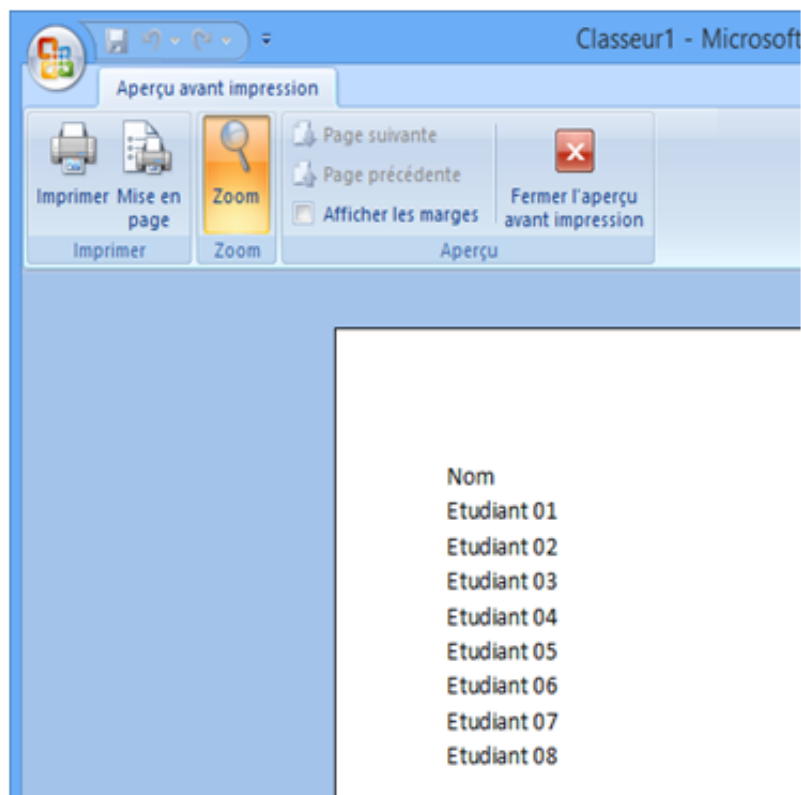 Classeur1 - Microsoft
Aperçu avant impression
Imprimer
Mise en
page
Imprimer
Zoom
Zoom
Page suivante
Page précédente
Afficher les marges
Fermer l'aperçu
avant impression
Aperçu
Nom
Etudiant 01
Etudiant 02
Etudiant 03
Etudiant 04
Etudiant 05
Etudiant 06
Etudiant 07
Etudiant 08